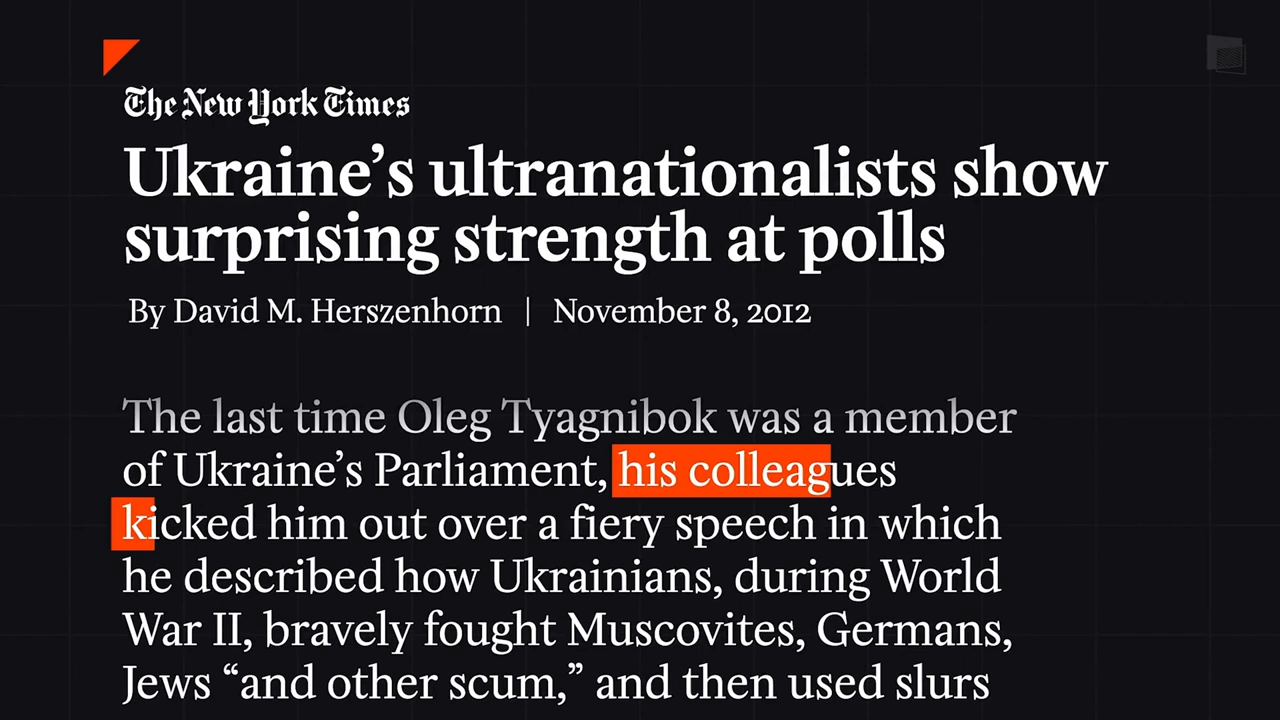 The New York Times
Ukraine’s ultranationalists show
surprising strength at polls
By David M. Herszenhorn | November 8, 2012
The last time Oleg Tyagnibok was a member
of Ukraine’s Parliament, his colleagues
kicked him out over a fiery speech in which
he described how Ukrainians, during World
War II, bravely fought Muscovites, Germans,
Jews “and other scum,” and then used slurs